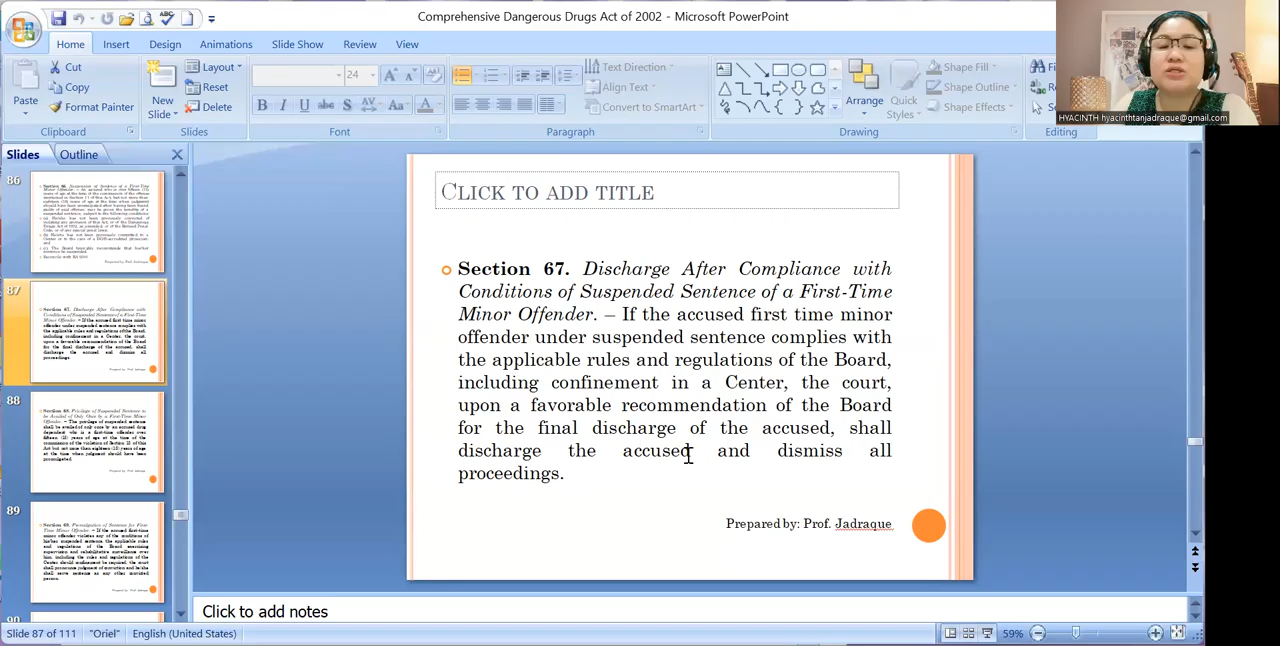 Comprehensive Dangerous Drugs Act of 2002 - Microsoft PowerPoint
Home Insert Design Animations Slide Show Review View
Paste
Cut
Copy
Format Painter
Clipboard
New
Slide
Layout
Reset
Delete
Slides
24
B I U abc S AV Aa A
Font
Text Direction
Align Text
Convert to SmartArt
Paragraph
Arrange
Quick
Styles
Shape Fill
Shape Outline
Shape Effects
Drawing
Editing
HYACINTH hyacinthtanjadraque@gmail.com
Slides Outline
86
87
88
89
90
CLICK TO ADD TITLE
Section 67. Discharge After Compliance with
Conditions of Suspended Sentence of a First-Time
Minor Offender. – If the accused first time minor
offender under suspended sentence complies with
the applicable rules and regulations of the Board,
including confinement in a Center, the court,
upon a favorable recommendation of the Board
for the final discharge of the accused, shall
discharge the accused and dismiss all
proceedings.
Prepared by: Prof. Jadraque
Click to add notes
Slide 87 of 111 "Oriel" English (United States) 59%